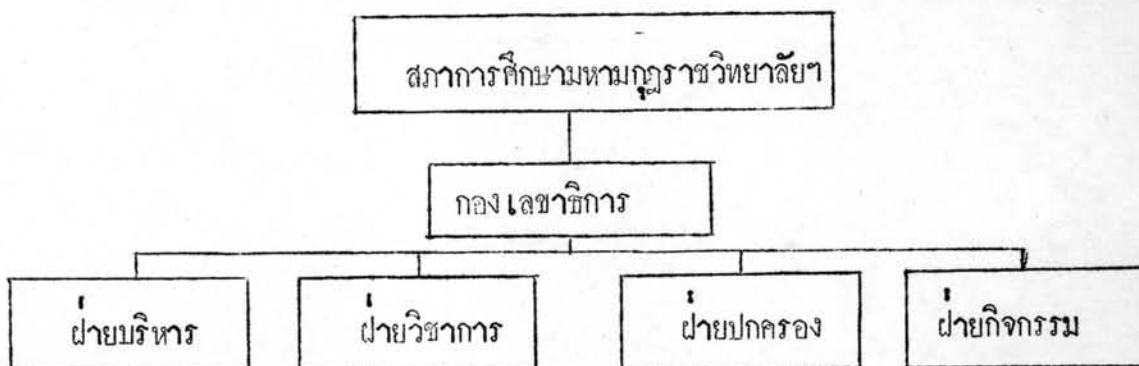 สภาการศึกษามหามกุฎราชวิทยาลัยฯ
กองเลขาธิการ
ฝ่ายบริหาร
ฝ่ายวิชาการ
ฝ่ายปกครอง
ฝ่ายกิจกรรม